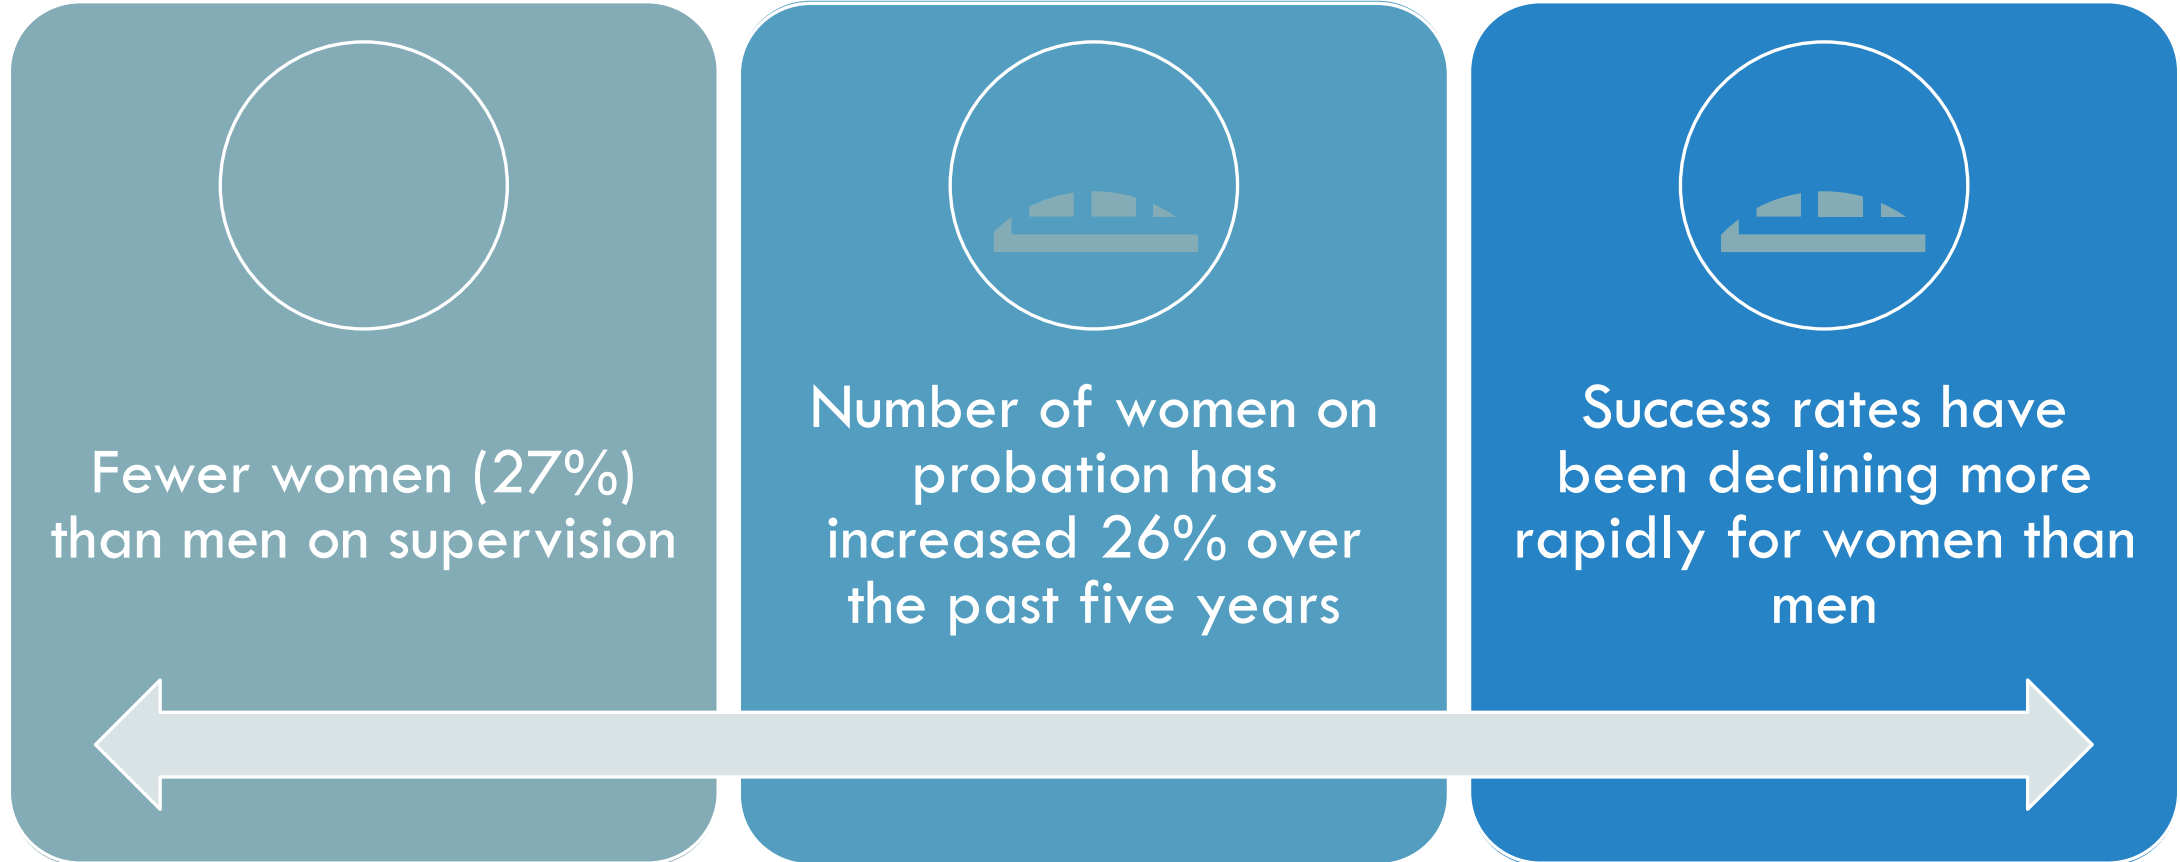 Fewer women (27%)
than men on supervision
Number of women on
probation has
increased 26% over
the past five years
Success rates have
been declining more
rapidly for women than
men